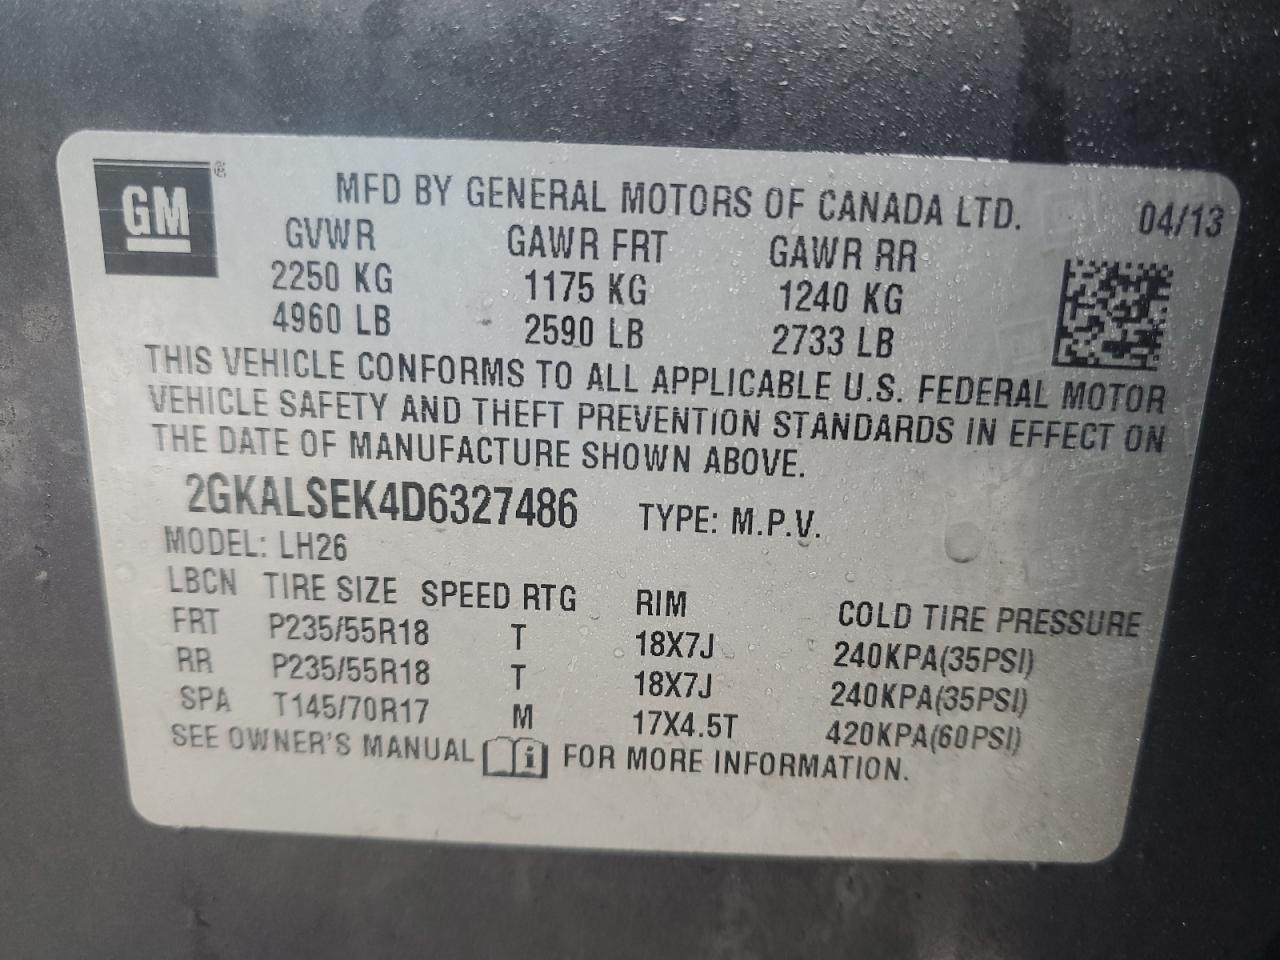 GM®
MFD BY GENERAL MOTORS OF CANADA LTD. 04/13
GVWR GAWR FRT GAWR RR
2250 KG 1175 KG 1240 KG
4960 LB 2590 LB 2733 LB
THIS VEHICLE CONFORMS TO ALL APPLICABLE U.S. FEDERAL MOTOR
VEHICLE SAFETY AND THEFT PREVENTION STANDARDS IN EFFECT ON
THE DATE OF MANUFACTURE SHOWN ABOVE.
2GKALSEK4D6327486 TYPE: M.P.V.
MODEL: LH26
LBCN TIRE SIZE SPEED RTG RIM COLD TIRE PRESSURE
FRT P235/55R18 T 18X7J 240KPA(35PSI)
RR P235/55R18 T 18X7J 240KPA(35PSI)
SPA T145/70R17 M 17X4.5T 420KPA(60PSI)
SEE OWNER'S MANUAL i FOR MORE INFORMATION.